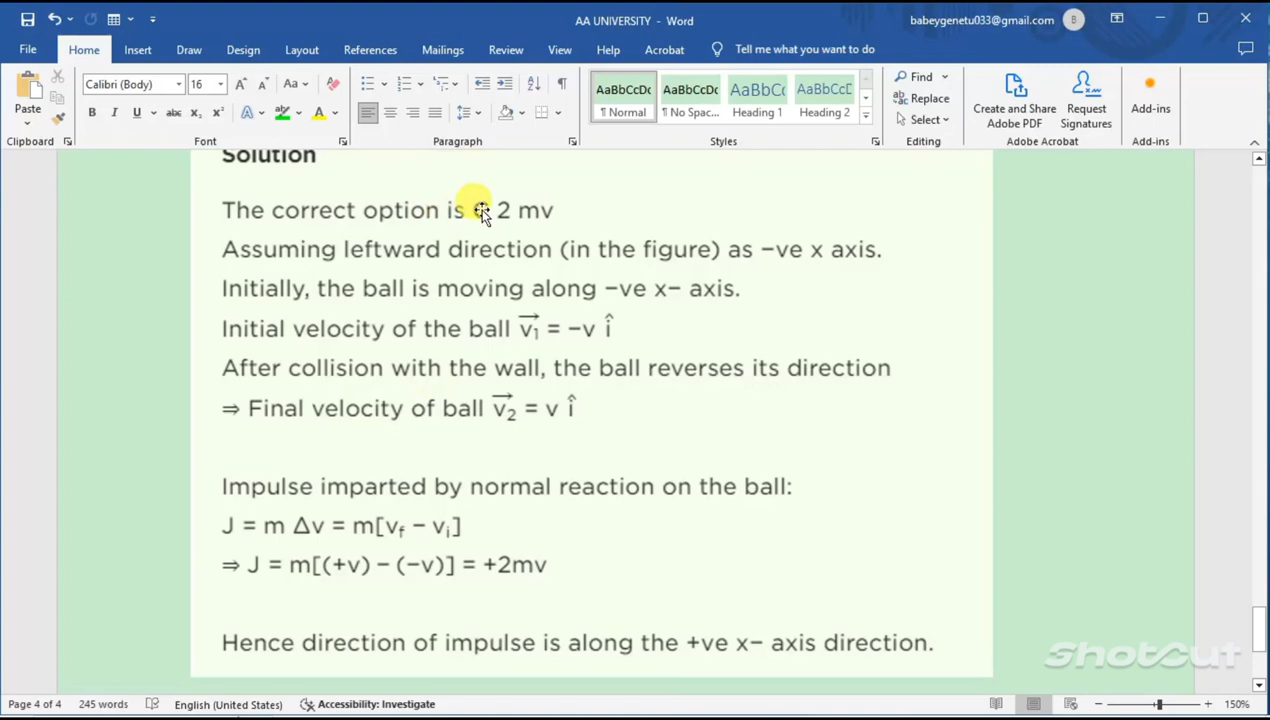 AA UNIVERSITY - Word
babeygenetu033@gmail.com
B
File Home Insert Draw Design Layout References Mailings Review View Help Acrobat Tell me what you want to do
Paste
Clipboard
Calibri (Body) 16 A A Aa A
B I U abc x₂ x² A A
Font
Paragraph
AaBbCcDc AaBbCcDc AaBbCc AaBbCcD
¶ Normal ¶ No Spac... Heading 1 Heading 2
Styles
Find
Replace
Select
Editing
Create and Share Adobe PDF
Request Signatures
Adobe Acrobat
Add-ins
Add-ins
Solution
The correct option is 2 mv
Assuming leftward direction (in the figure) as −ve x axis.
Initially, the ball is moving along −ve x− axis.
Initial velocity of the ball v⃗₁ = −v î
After collision with the wall, the ball reverses its direction
⇒ Final velocity of ball v⃗₂ = v î
Impulse imparted by normal reaction on the ball:
J = m Δv = m[v_f − v_i]
⇒ J = m[(+v) − (−v)] = +2mv
Hence direction of impulse is along the +ve x− axis direction.
Shotcut
Page 4 of 4 245 words English (United States) Accessibility: Investigate 150%